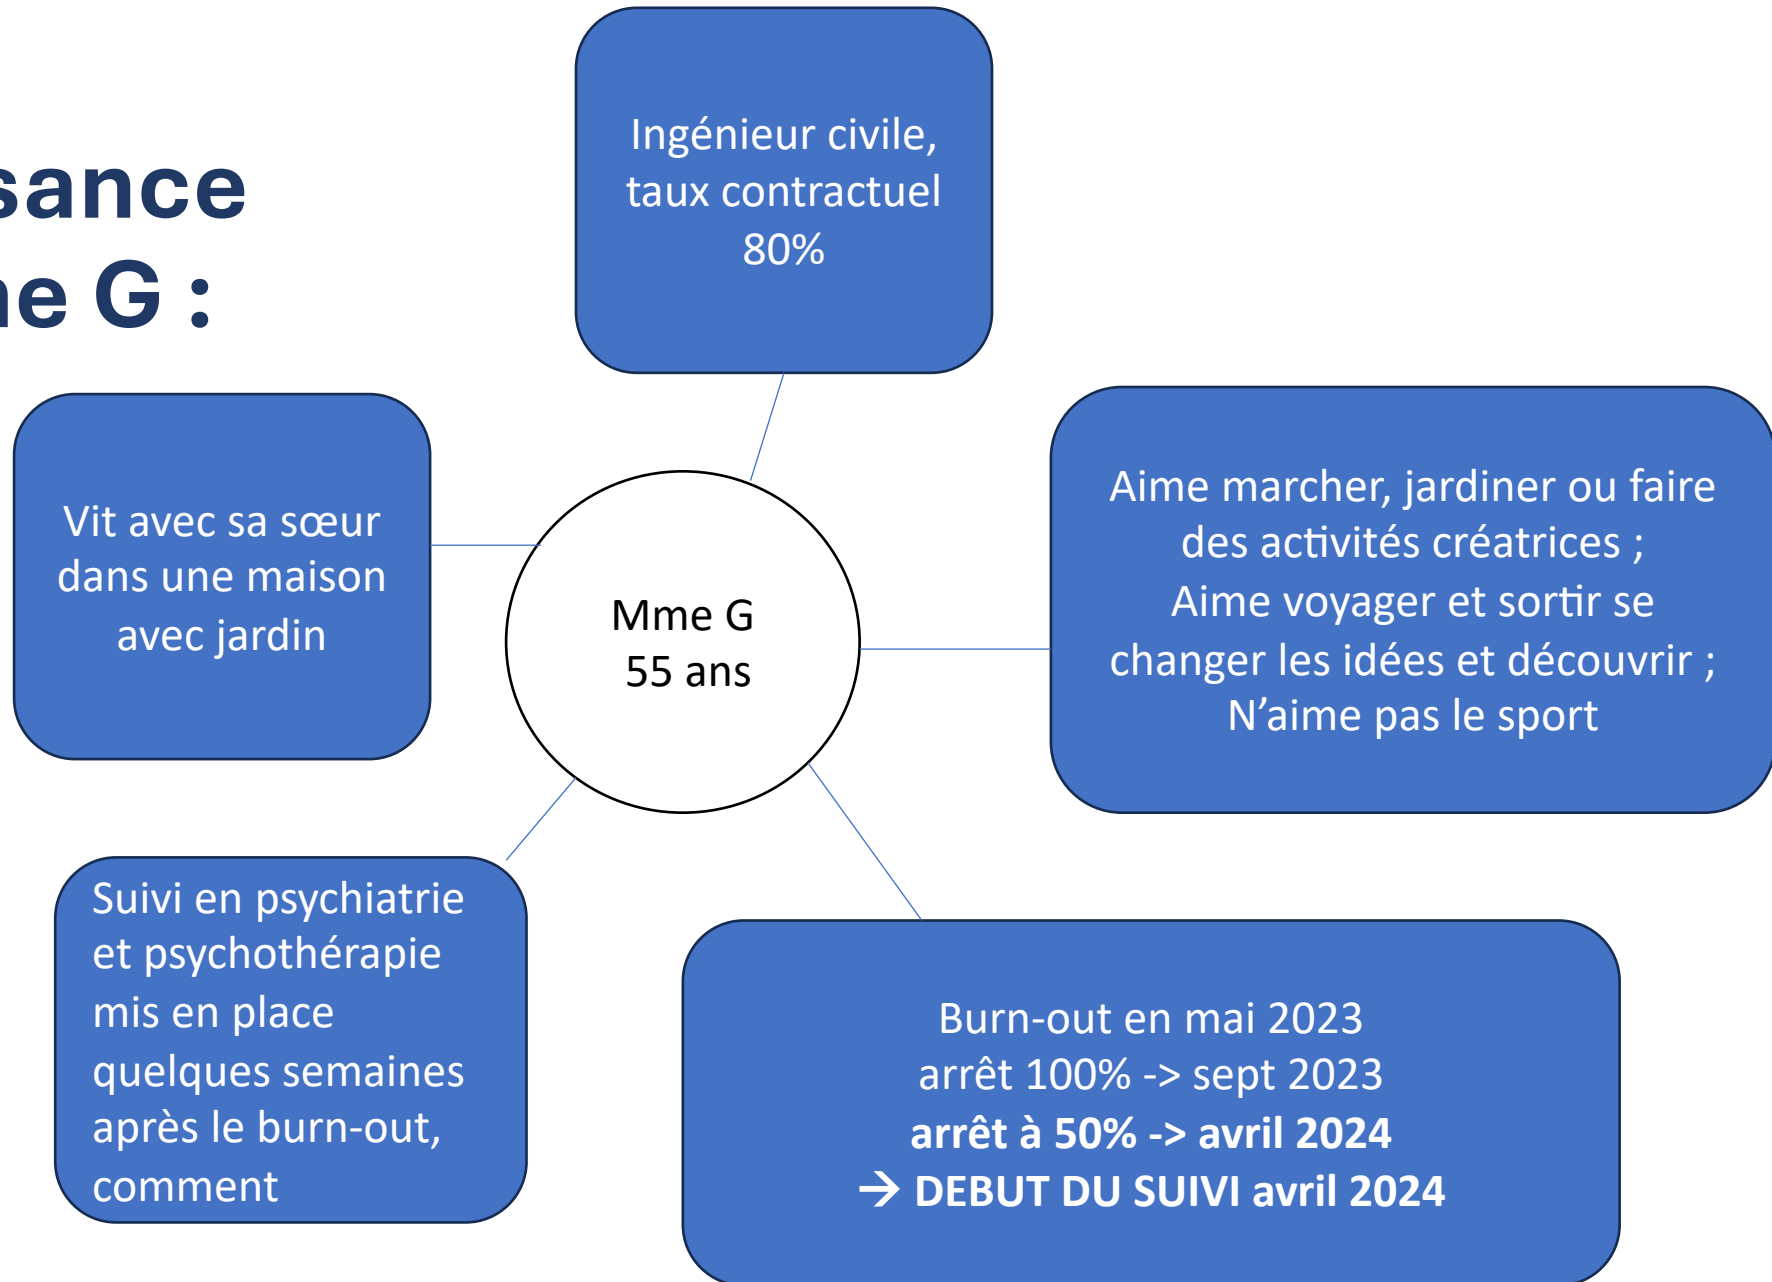 sance
ne G :
Ingénieur civile,
taux contractuel
80%
Vit avec sa sœur
dans une maison
avec jardin
Mme G
55 ans
Aime marcher, jardiner ou faire
des activités créatrices ;
Aime voyager et sortir se
changer les idées et découvrir ;
N’aime pas le sport
Suivi en psychiatrie
et psychothérapie
mis en place
quelques semaines
après le burn-out,
comment
Burn-out en mai 2023
arrêt 100% -> sept 2023
arrêt à 50% -> avril 2024
→ DEBUT DU SUIVI avril 2024